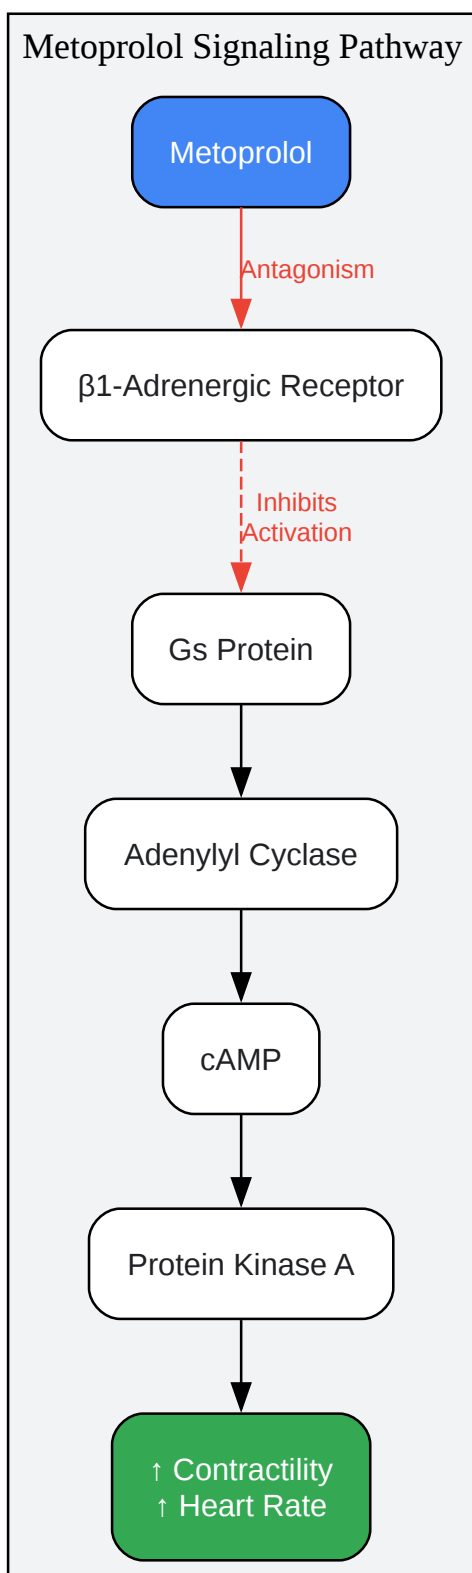 Metoprolol Signaling Pathway
Metoprolol
Antagonism
β1-Adrenergic Receptor
Inhibits
Activation
Gs Protein
Adenylyl Cyclase
cAMP
Protein Kinase A
↑ Contractility
↑ Heart Rate